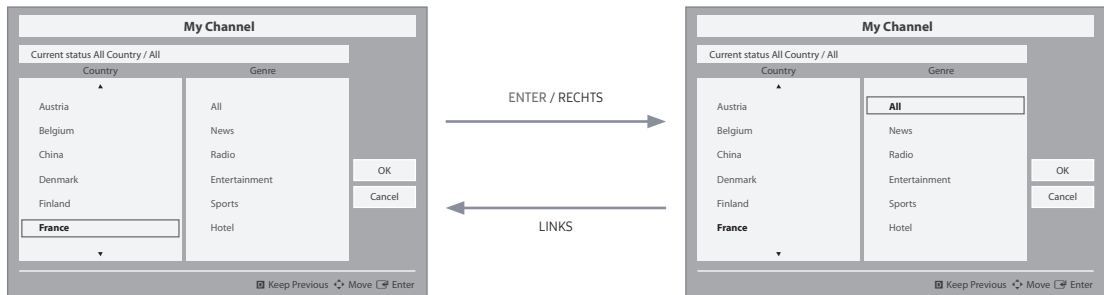 My Channel
Current status All Country / All
Country Genre
▲
Austria All
Belgium News
China Radio
Denmark Entertainment
Finland Sports
France Hotel
▼
OK
Cancel
D Keep Previous Move Enter
ENTER / RECHTS
LINKS
My Channel
Current status All Country / All
Country Genre
▲
Austria All
Belgium News
China Radio
Denmark Entertainment
Finland Sports
France Hotel
▼
OK
Cancel
D Keep Previous Move Enter